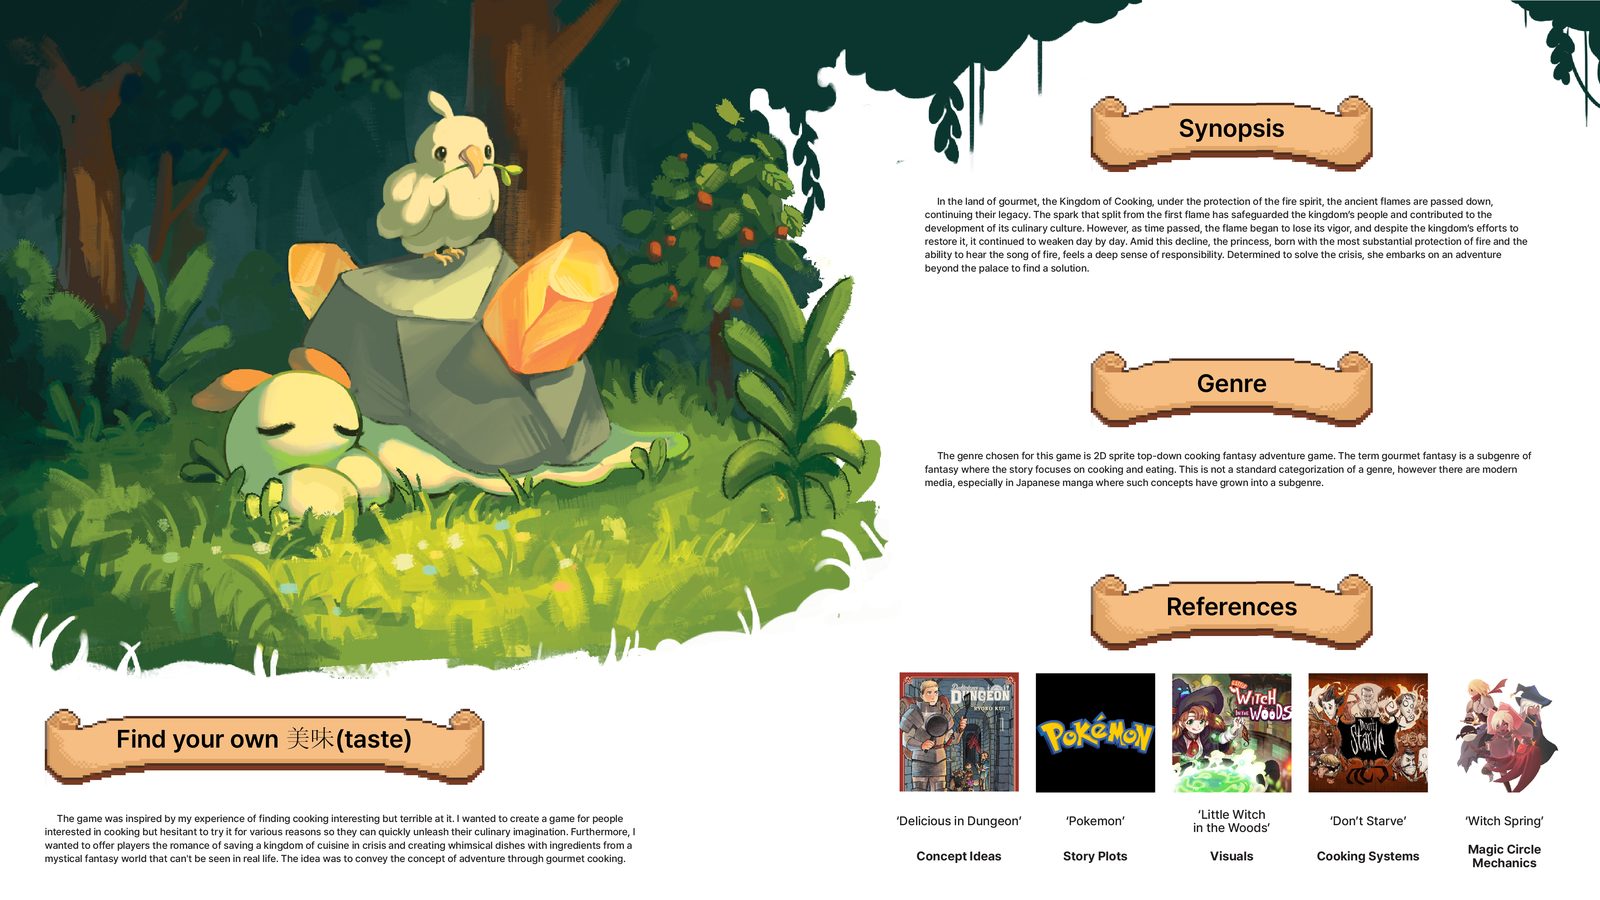 Find your own 美味(taste)
The game was inspired by my experience of finding cooking interesting but terrible at it. I wanted to create a game for people
interested in cooking but hesitant to try it for various reasons so they can quickly unleash their culinary imagination. Furthermore, I
wanted to offer players the romance of saving a kingdom of cuisine in crisis and creating whimsical dishes with ingredients from a
mystical fantasy world that can't be seen in real life. The idea was to convey the concept of adventure through gourmet cooking.
Synopsis
In the land of gourmet, the Kingdom of Cooking, under the protection of the fire spirit, the ancient flames are passed down,
continuing their legacy. The spark that split from the first flame has safeguarded the kingdom’s people and contributed to the
development of its culinary culture. However, as time passed, the flame began to lose its vigor, and despite the kingdom’s efforts to
restore it, it continued to weaken day by day. Amid this decline, the princess, born with the most substantial protection of fire and the
ability to hear the song of fire, feels a deep sense of responsibility. Determined to solve the crisis, she embarks on an adventure
beyond the palace to find a solution.
Genre
The genre chosen for this game is 2D sprite top-down cooking fantasy adventure game. The term gourmet fantasy is a subgenre of
fantasy where the story focuses on cooking and eating. This is not a standard categorization of a genre, however there are modern
media, especially in Japanese manga where such concepts have grown into a subgenre.
References
DUNGEON
RYOKO KUI
POKéMON
LITTLE
WITCH
IN THE WOODS
Don't
Starve
‘Delicious in Dungeon’
‘Pokemon’
‘Little Witch
in the Woods’
‘Don’t Starve’
‘Witch Spring’
Concept Ideas
Story Plots
Visuals
Cooking Systems
Magic Circle
Mechanics